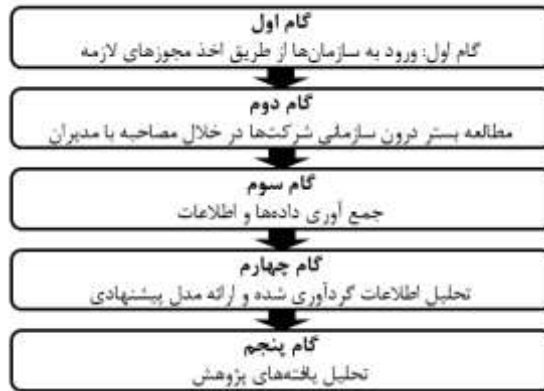 گام اول
گام اول: ورود به سازمان‌ها از طریق اخذ مجوزهای لازمه
گام دوم
مطالعه بستر درون سازمانی شرکت‌ها در خلال مصاحبه با مدیران
گام سوم
جمع آوری داده‌ها و اطلاعات
گام چهارم
تحلیل اطلاعات گردآوری شده و ارائه مدل پیشنهادی
گام پنجم
تحلیل یافته‌های پژوهش